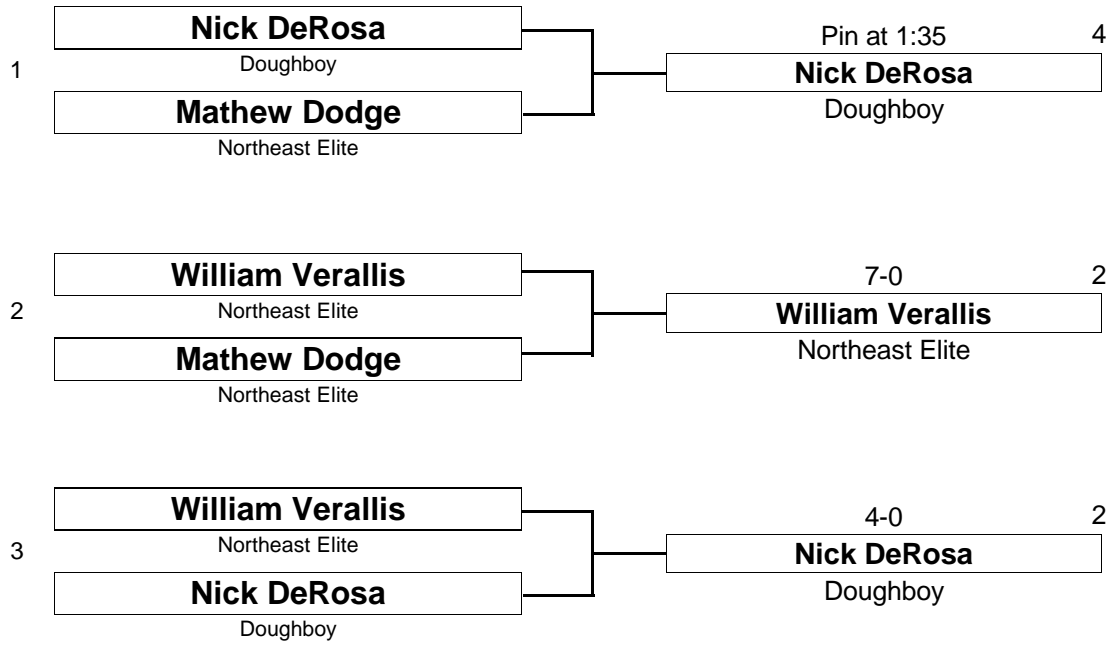 Nick DeRosa
Pin at 1:35 4
1 Doughboy
Nick DeRosa
Mathew Dodge
Doughboy
Northeast Elite
William Verallis
7-0 2
2 Northeast Elite
William Verallis
Mathew Dodge
Northeast Elite
Northeast Elite
William Verallis
4-0 2
3 Northeast Elite
Nick DeRosa
Nick DeRosa
Doughboy
Doughboy